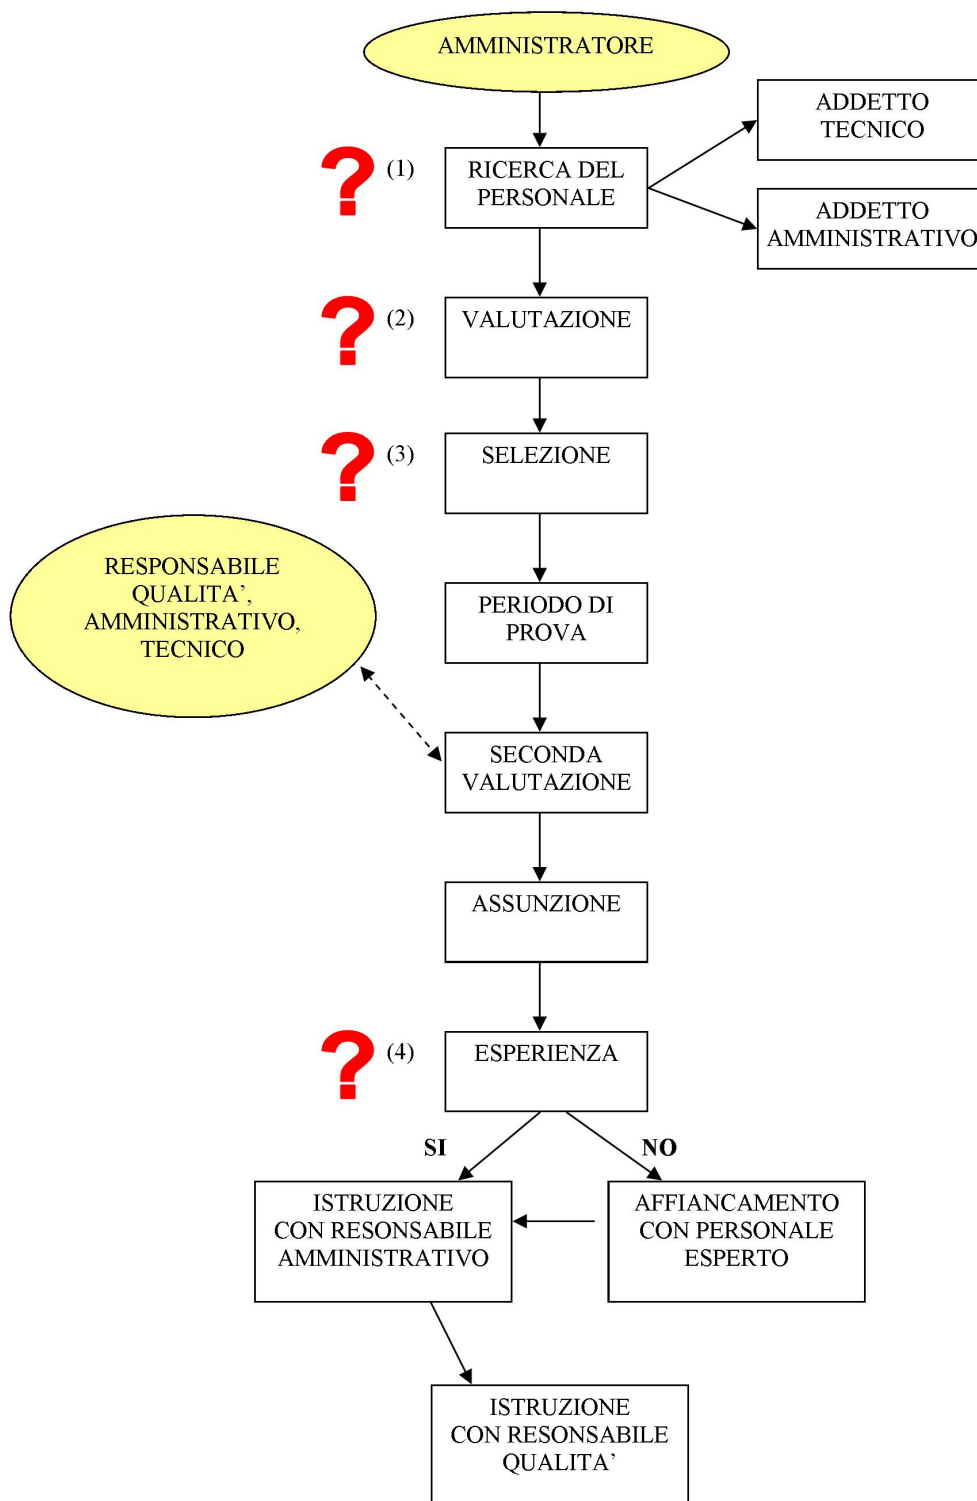 AMMINISTRATORE
ADDETTO
TECNICO
(1)
RICERCA DEL
PERSONALE
ADDETTO
AMMINISTRATIVO
(2)
VALUTAZIONE
(3)
SELEZIONE
RESPONSABILE
QUALITA’,
AMMINISTRATIVO,
TECNICO
PERIODO DI
PROVA
SECONDA
VALUTAZIONE
ASSUNZIONE
(4)
ESPERIENZA
SI
NO
ISTRUZIONE
CON RESONSABILE
AMMINISTRATIVO
AFFIANCAMENTO
CON PERSONALE
ESPERTO
ISTRUZIONE
CON RESONSABILE
QUALITA’